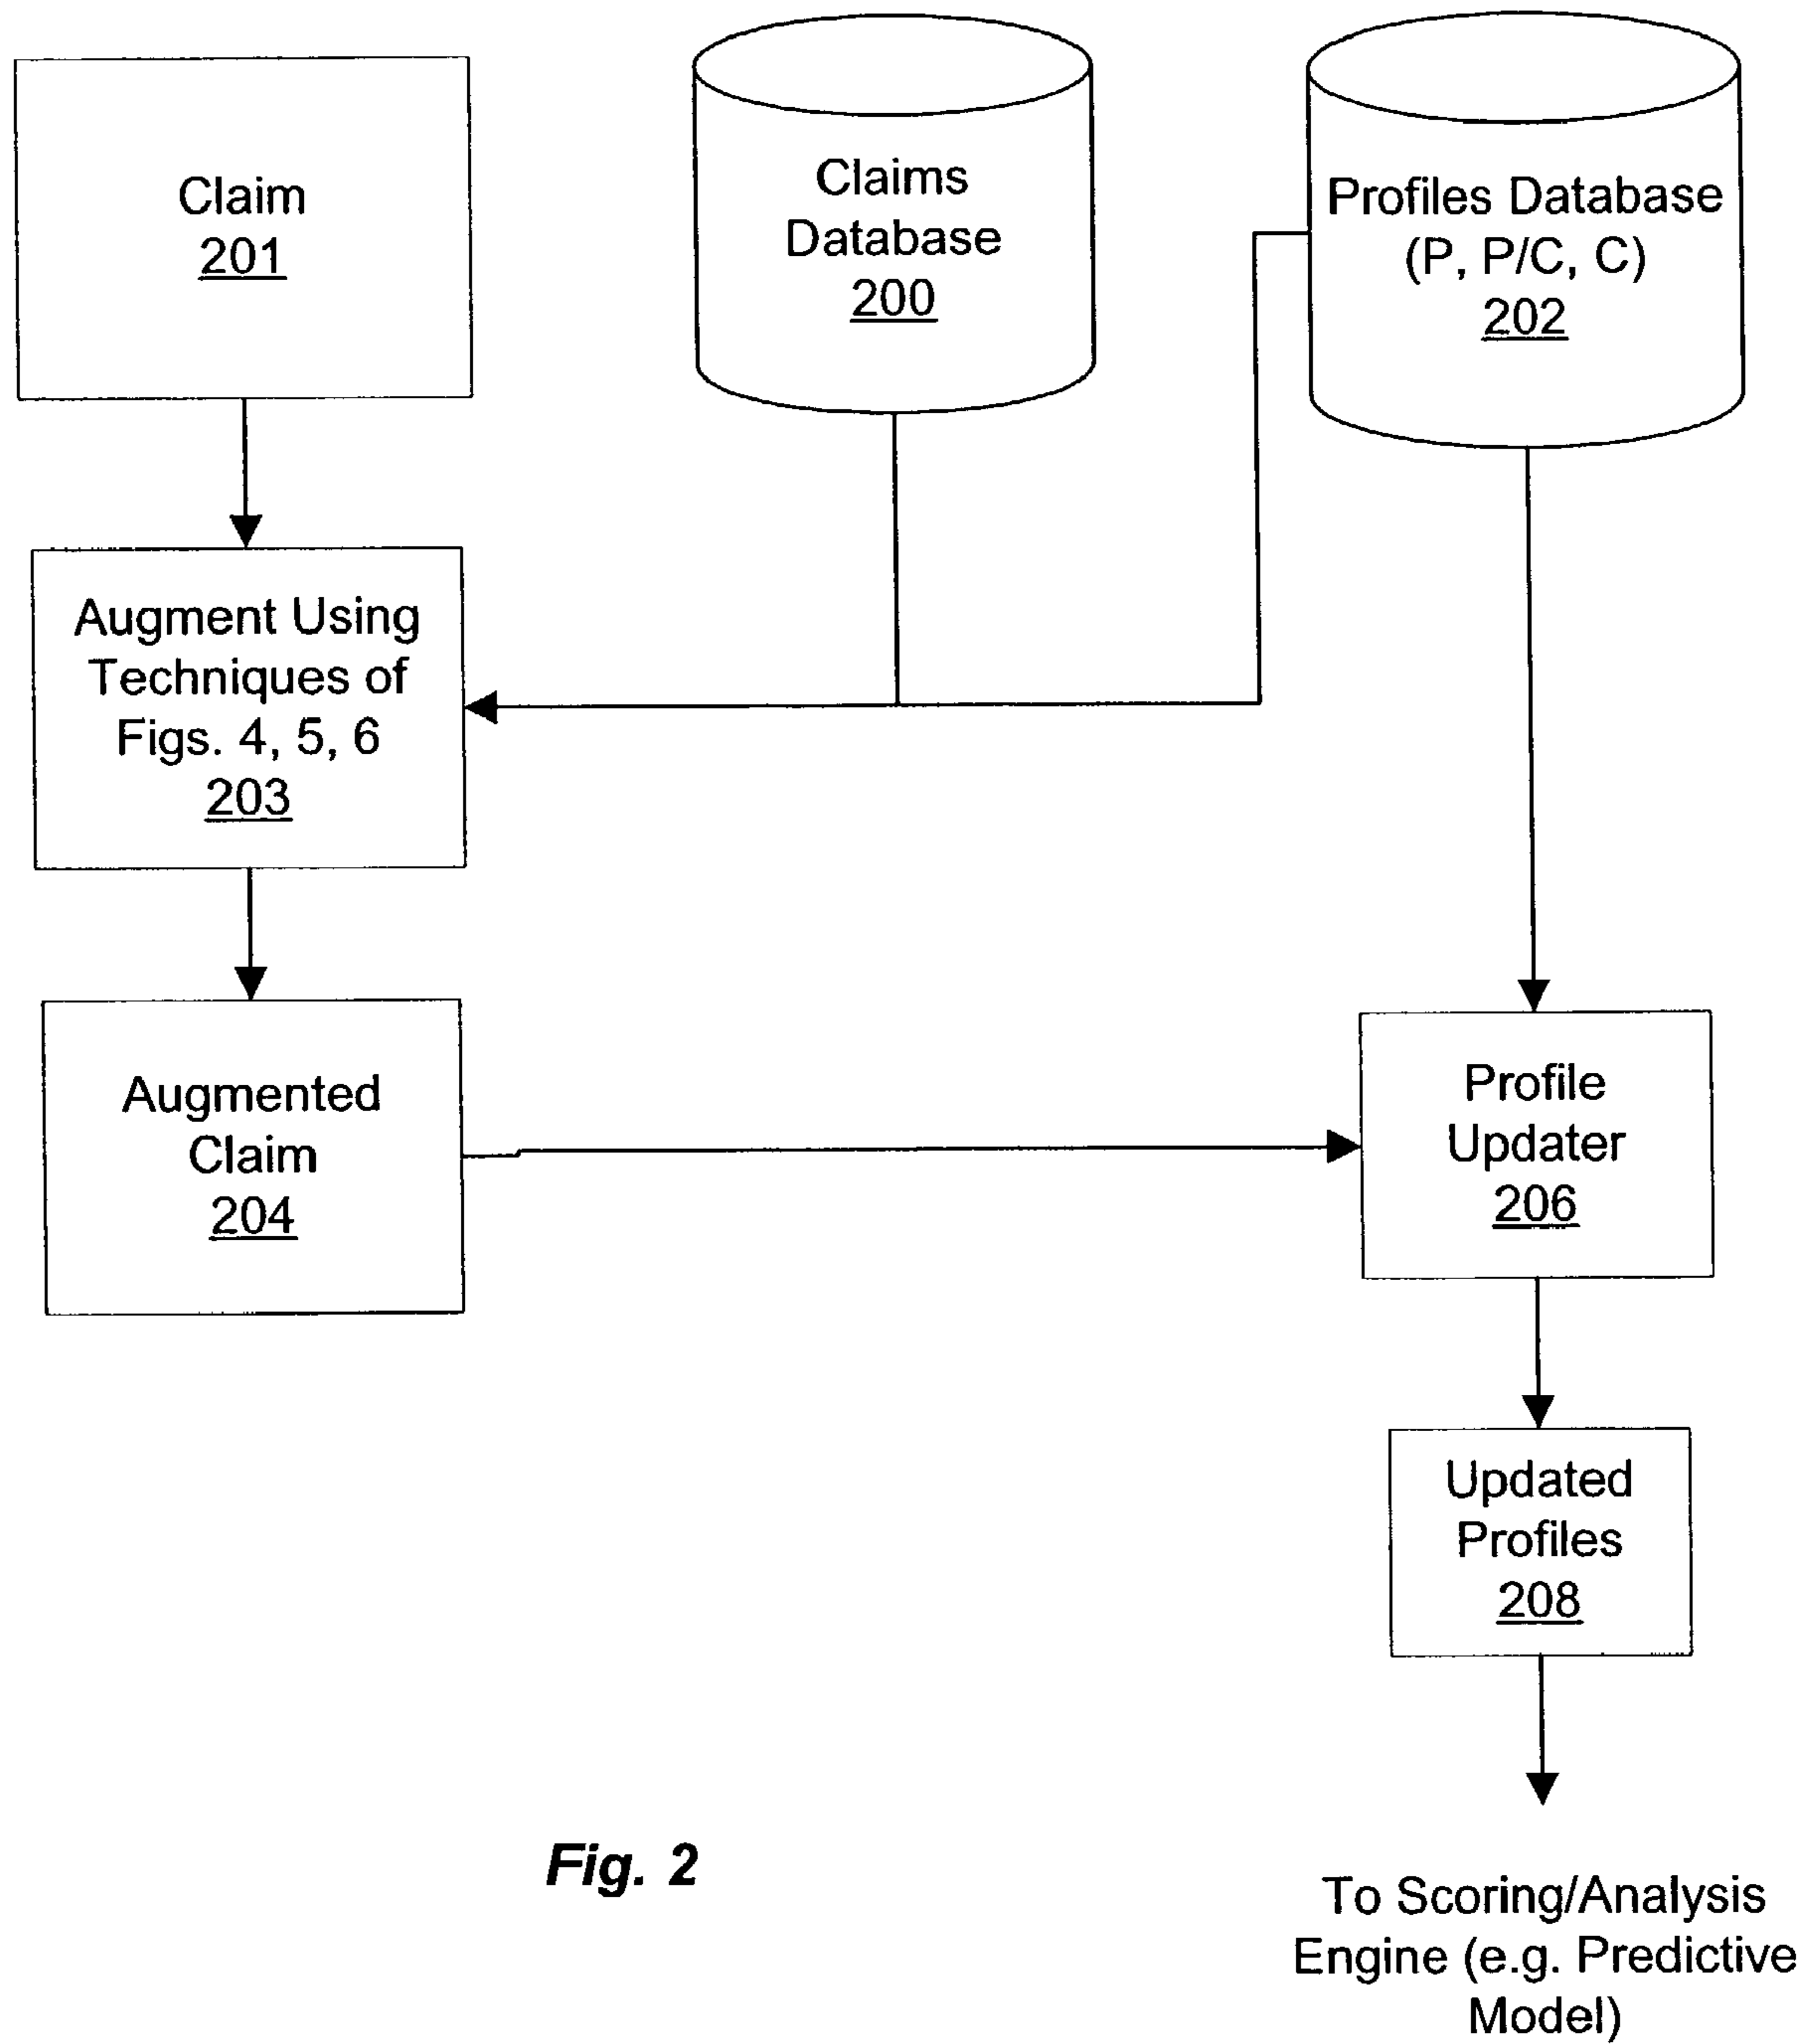 Claim
201
Claims
Database
200
Profiles Database
(P, P/C, C)
202
Augment Using
Techniques of
Figs. 4, 5, 6
203
Augmented
Claim
204
Profile
Updater
206
Updated
Profiles
208
Fig. 2
To Scoring/Analysis
Engine (e.g. Predictive
Model)